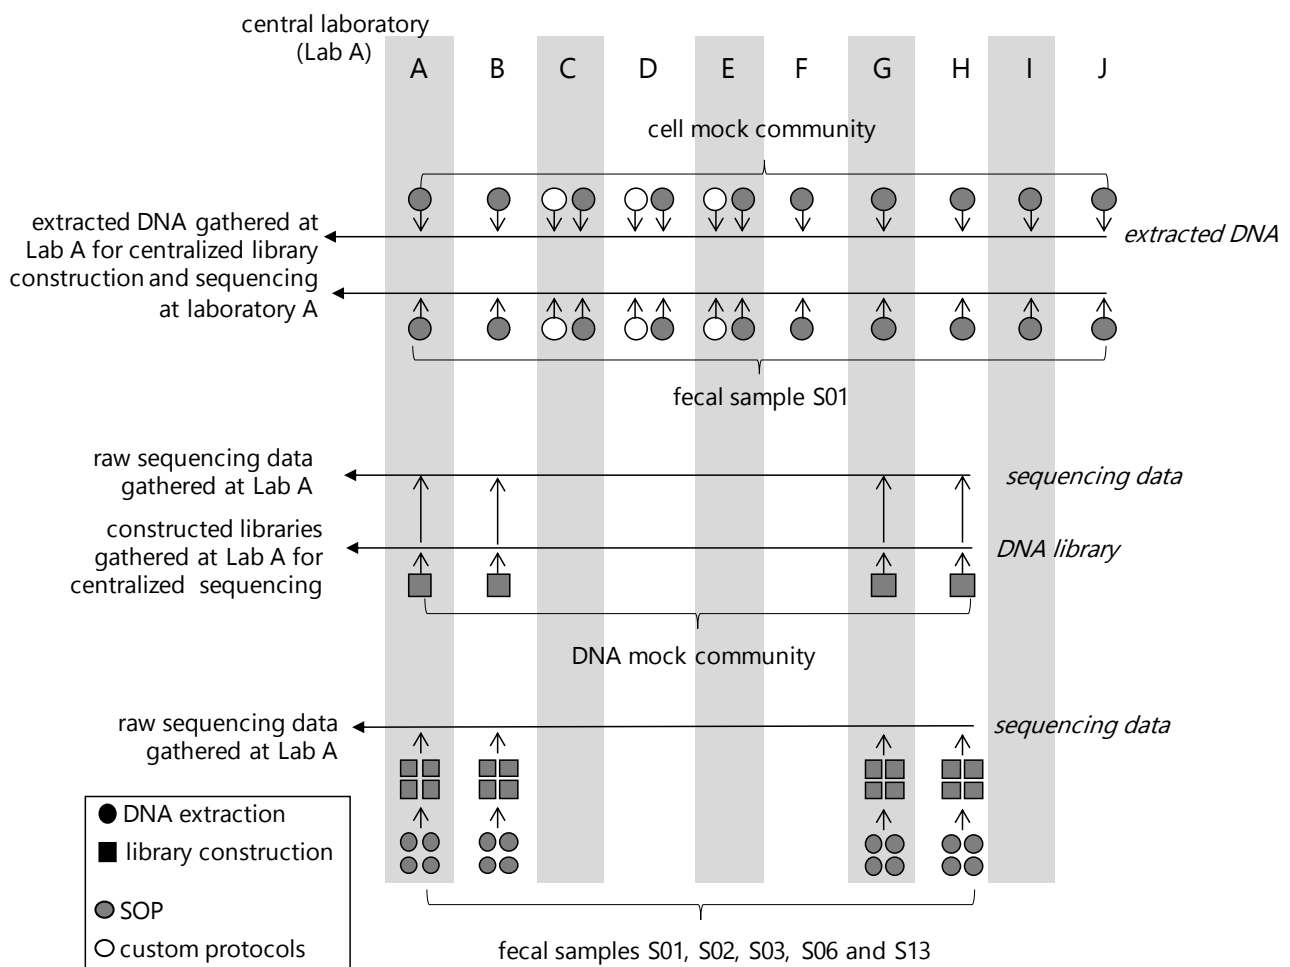 central laboratory
(Lab A)
A B C D E F G H I J
cell mock community
extracted DNA gathered at
Lab A for centralized library
construction and sequencing
at laboratory A
extracted DNA
fecal sample S01
raw sequencing data
gathered at Lab A
sequencing data
constructed libraries
gathered at Lab A for
centralized sequencing
DNA library
DNA mock community
raw sequencing data
gathered at Lab A
sequencing data
DNA extraction
library construction
SOP
custom protocols
fecal samples S01, S02, S03, S06 and S13